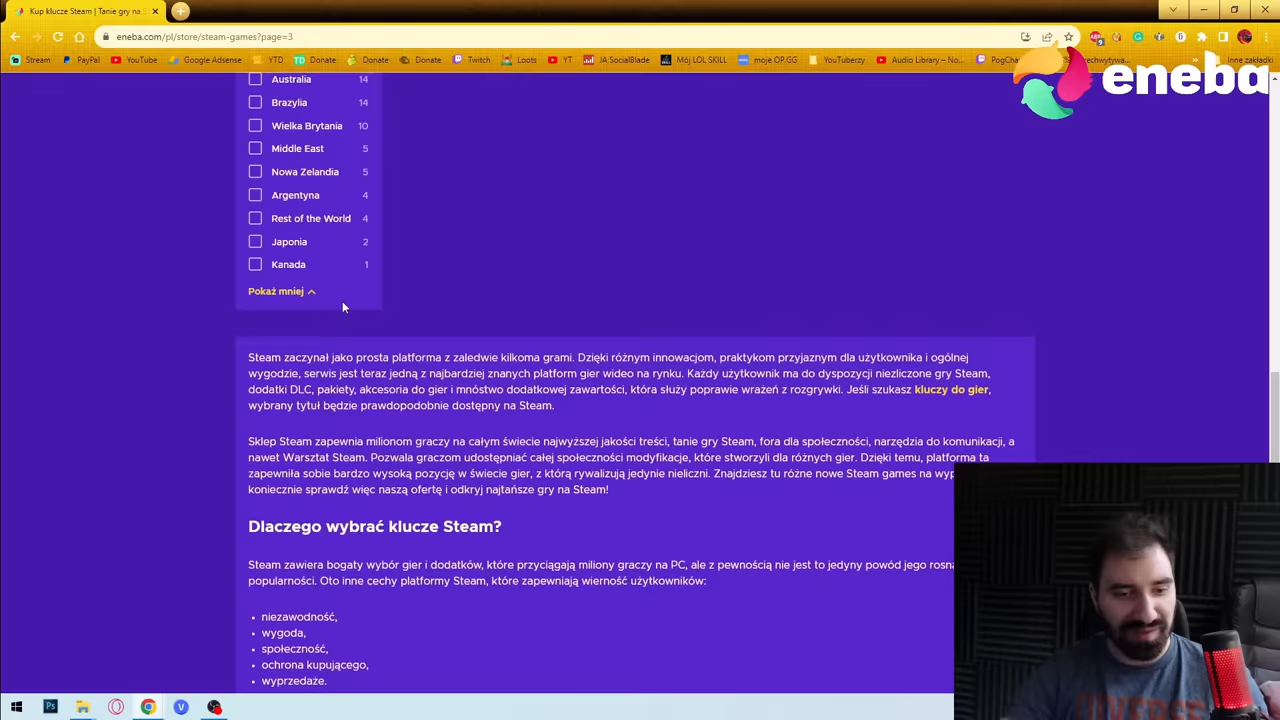 Kup klucze Steam | Tanie gry na S
eneba.com/pl/store/steam-games?page=3
Stream
PayPal
YouTube
Google Adsense
YTD
Donate
Donate
Donate
Twitch
Loots
YT
JA SocialBlade
Mój LOL SKILL
moje OP.GG
YouTuberzy
Audio Library – No...
PogCha
Inne zakładki
eneba
Australia 14
Brazylia 14
Wielka Brytania 10
Middle East 5
Nowa Zelandia 5
Argentyna 4
Rest of the World 4
Japonia 2
Kanada 1
Pokaż mniej
Steam zaczynał jako prosta platforma z zaledwie kilkoma grami. Dzięki różnym innowacjom, praktykom przyjaznym dla użytkownika i ogólnej
wygodzie, serwis jest teraz jedną z najbardziej znanych platform gier wideo na rynku. Każdy użytkownik ma do dyspozycji niezliczone gry Steam,
dodatki DLC, pakiety, akcesoria do gier i mnóstwo dodatkowej zawartości, która służy poprawie wrażeń z rozgrywki. Jeśli szukasz kluczy do gier,
wybrany tytuł będzie prawdopodobnie dostępny na Steam.
Sklep Steam zapewnia milionom graczy na całym świecie najwyższej jakości treści, tanie gry Steam, fora dla społeczności, narzędzia do komunikacji, a
nawet Warsztat Steam. Pozwala graczom udostępniać całej społeczności modyfikacje, które stworzyli dla różnych gier. Dzięki temu, platforma ta
zapewniła sobie bardzo wysoką pozycję w świecie gier, z którą rywalizują jedynie nieliczni. Znajdziesz tu różne nowe Steam games na wyp
koniecznie sprawdź więc naszą ofertę i odkryj najtańsze gry na Steam!
Dlaczego wybrać klucze Steam?
Steam zawiera bogaty wybór gier i dodatków, które przyciągają miliony graczy na PC, ale z pewnością nie jest to jedyny powód jego rosna
popularności. Oto inne cechy platformy Steam, które zapewniają wierność użytkowników:
• niezawodność,
• wygoda,
• społeczność,
• ochrona kupującego,
• wyprzedaże.